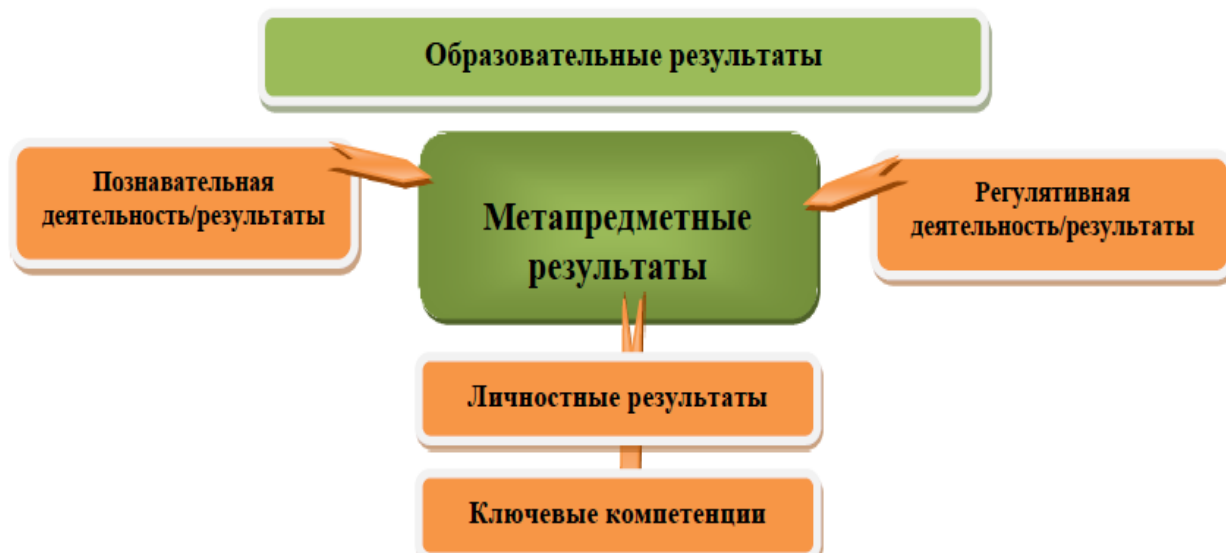 Образовательные результаты
Познавательная
деятельность/результаты
Метапредметные
результаты
Регулятивная
деятельность/результаты
Личностные результаты
Ключевые компетенции